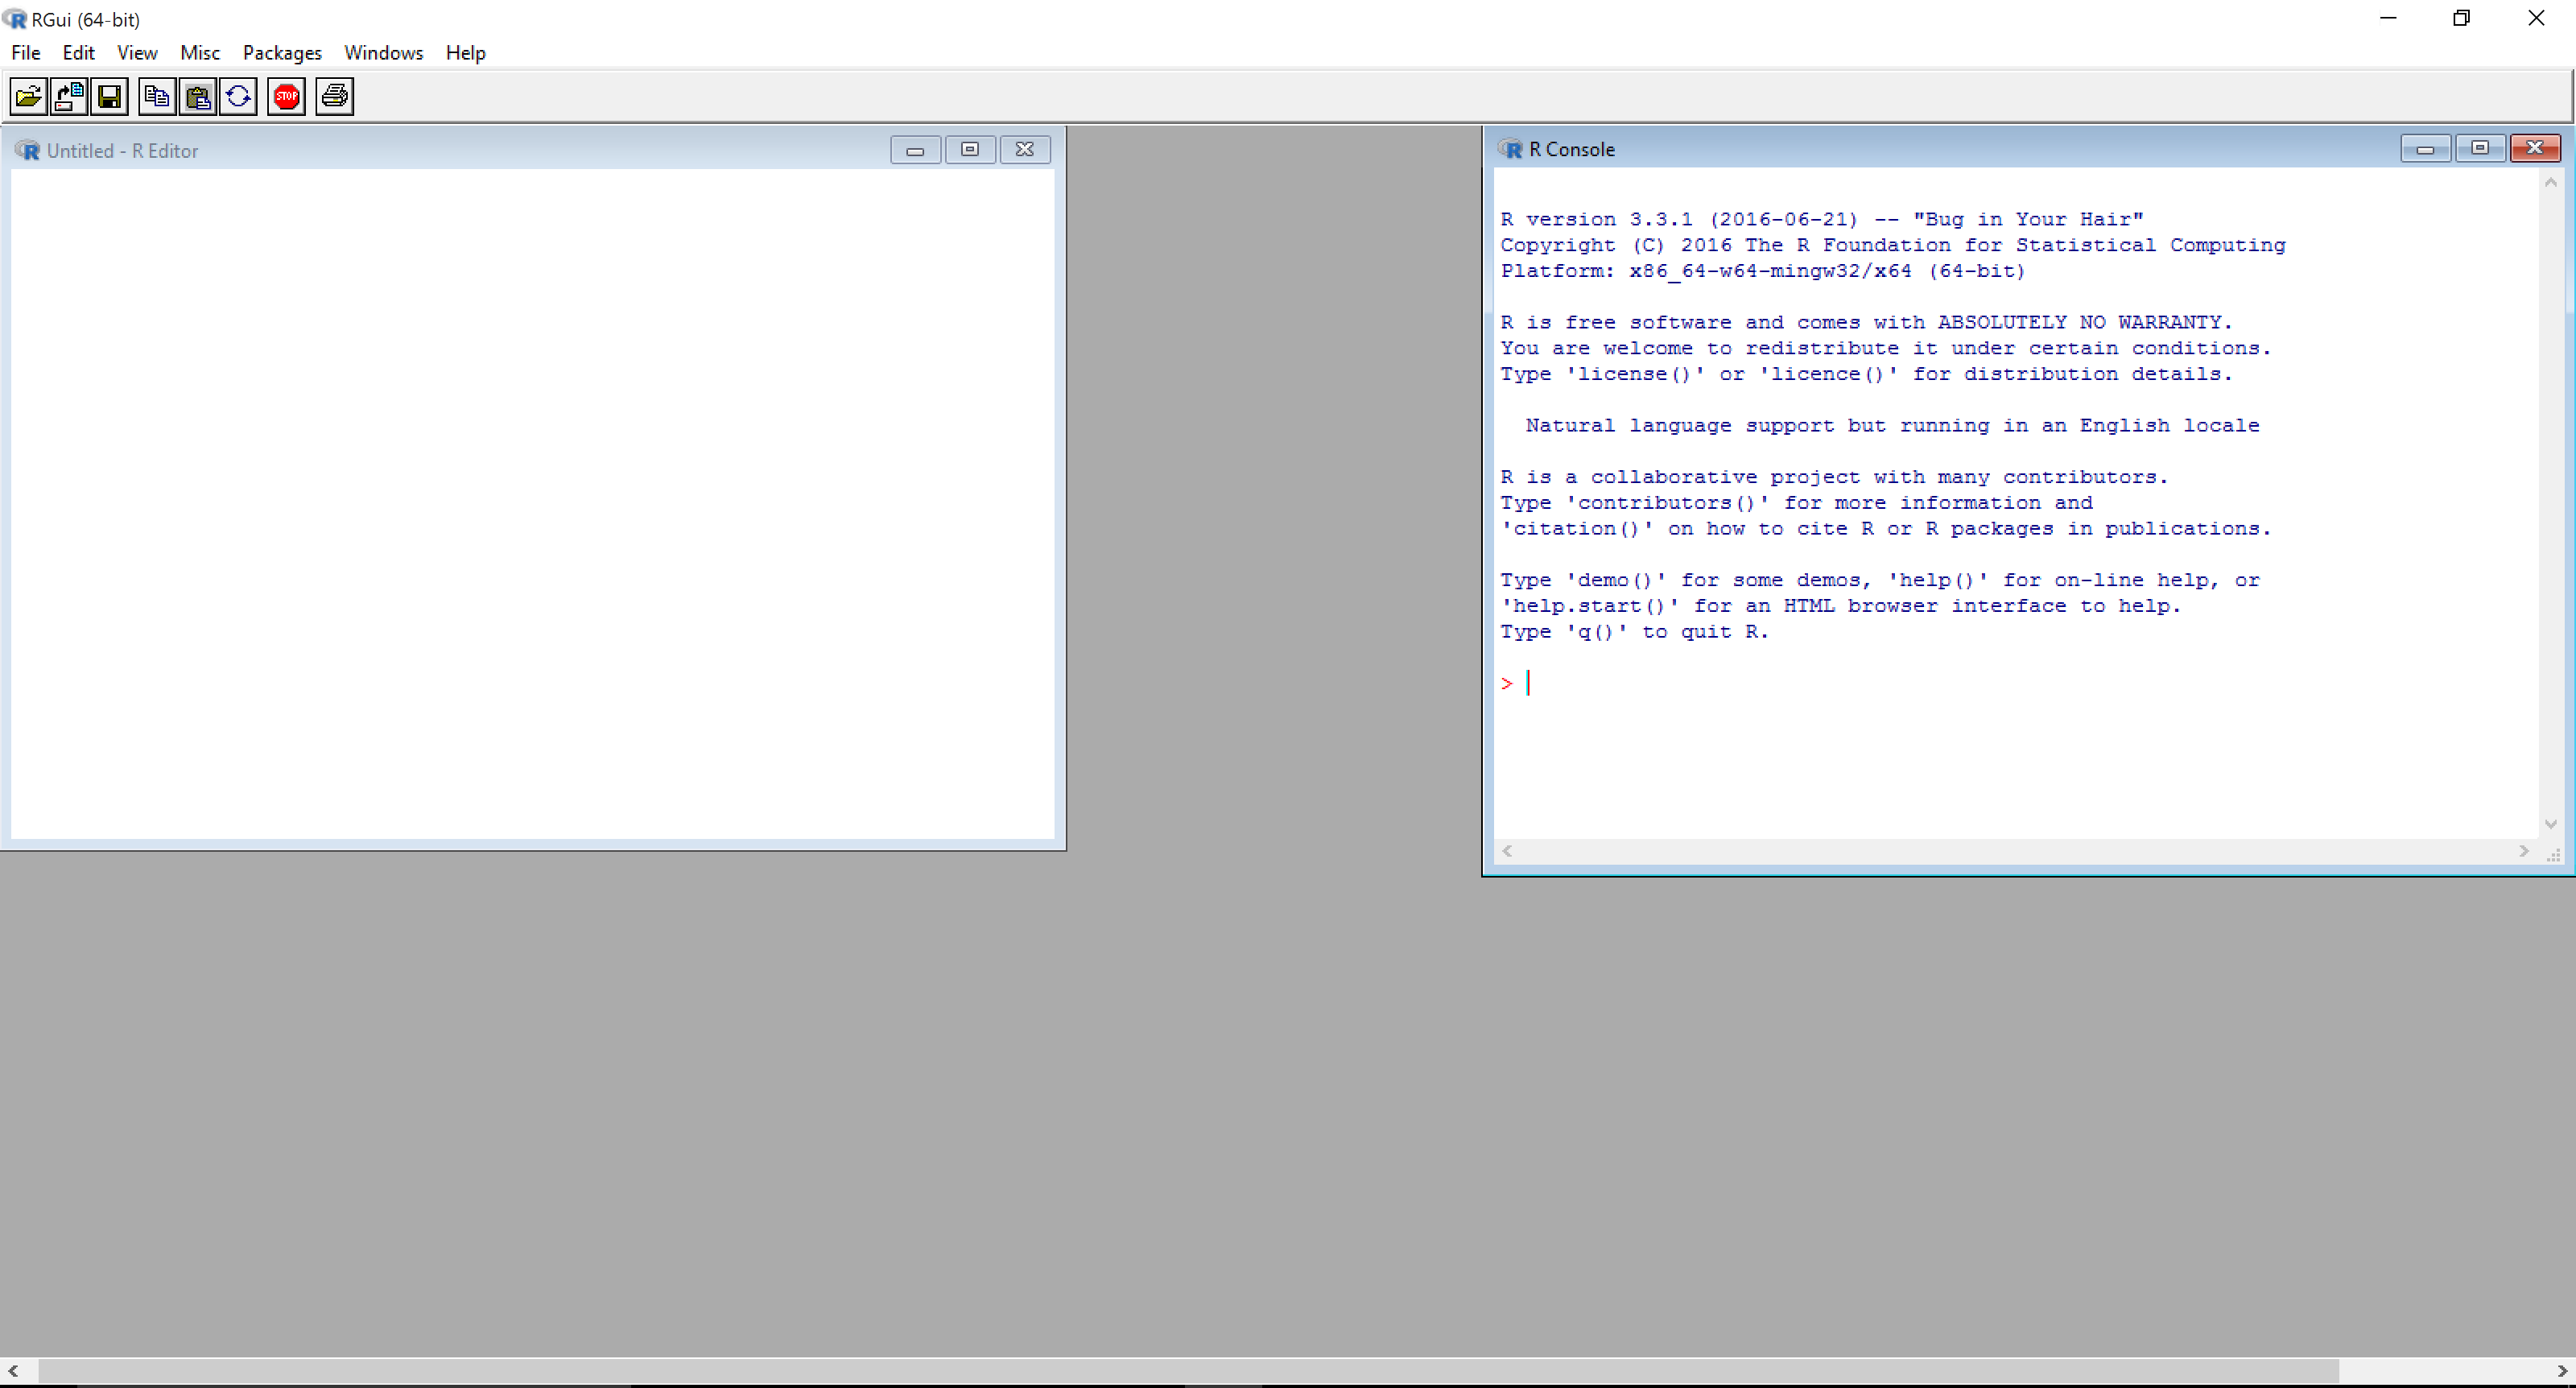 RGui (64-bit)
File Edit View Misc Packages Windows Help
STOP
Untitled - R Editor
R Console
R version 3.3.1 (2016-06-21) -- "Bug in Your Hair"
Copyright (C) 2016 The R Foundation for Statistical Computing
Platform: x86_64-w64-mingw32/x64 (64-bit)
R is free software and comes with ABSOLUTELY NO WARRANTY.
You are welcome to redistribute it under certain conditions.
Type 'license()' or 'licence()' for distribution details.
Natural language support but running in an English locale
R is a collaborative project with many contributors.
Type 'contributors()' for more information and
'citation()' on how to cite R or R packages in publications.
Type 'demo()' for some demos, 'help()' for on-line help, or
'help.start()' for an HTML browser interface to help.
Type 'q()' to quit R.
>